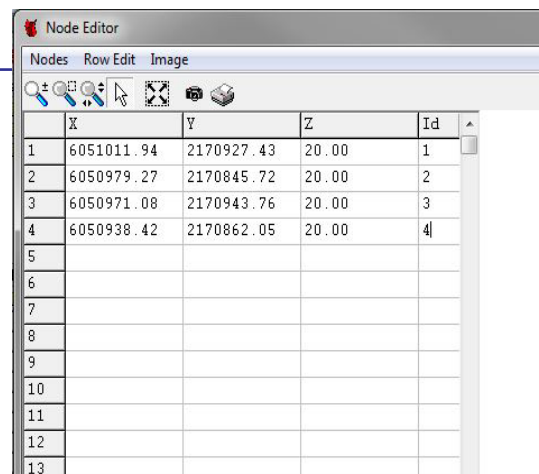 Node Editor
Nodes Row Edit Image
X Y Z Id
1 6051011.94 2170927.43 20.00 1
2 6050979.27 2170845.72 20.00 2
3 6050971.08 2170943.76 20.00 3
4 6050938.42 2170862.05 20.00 4
5
6
7
8
9
10
11
12
13